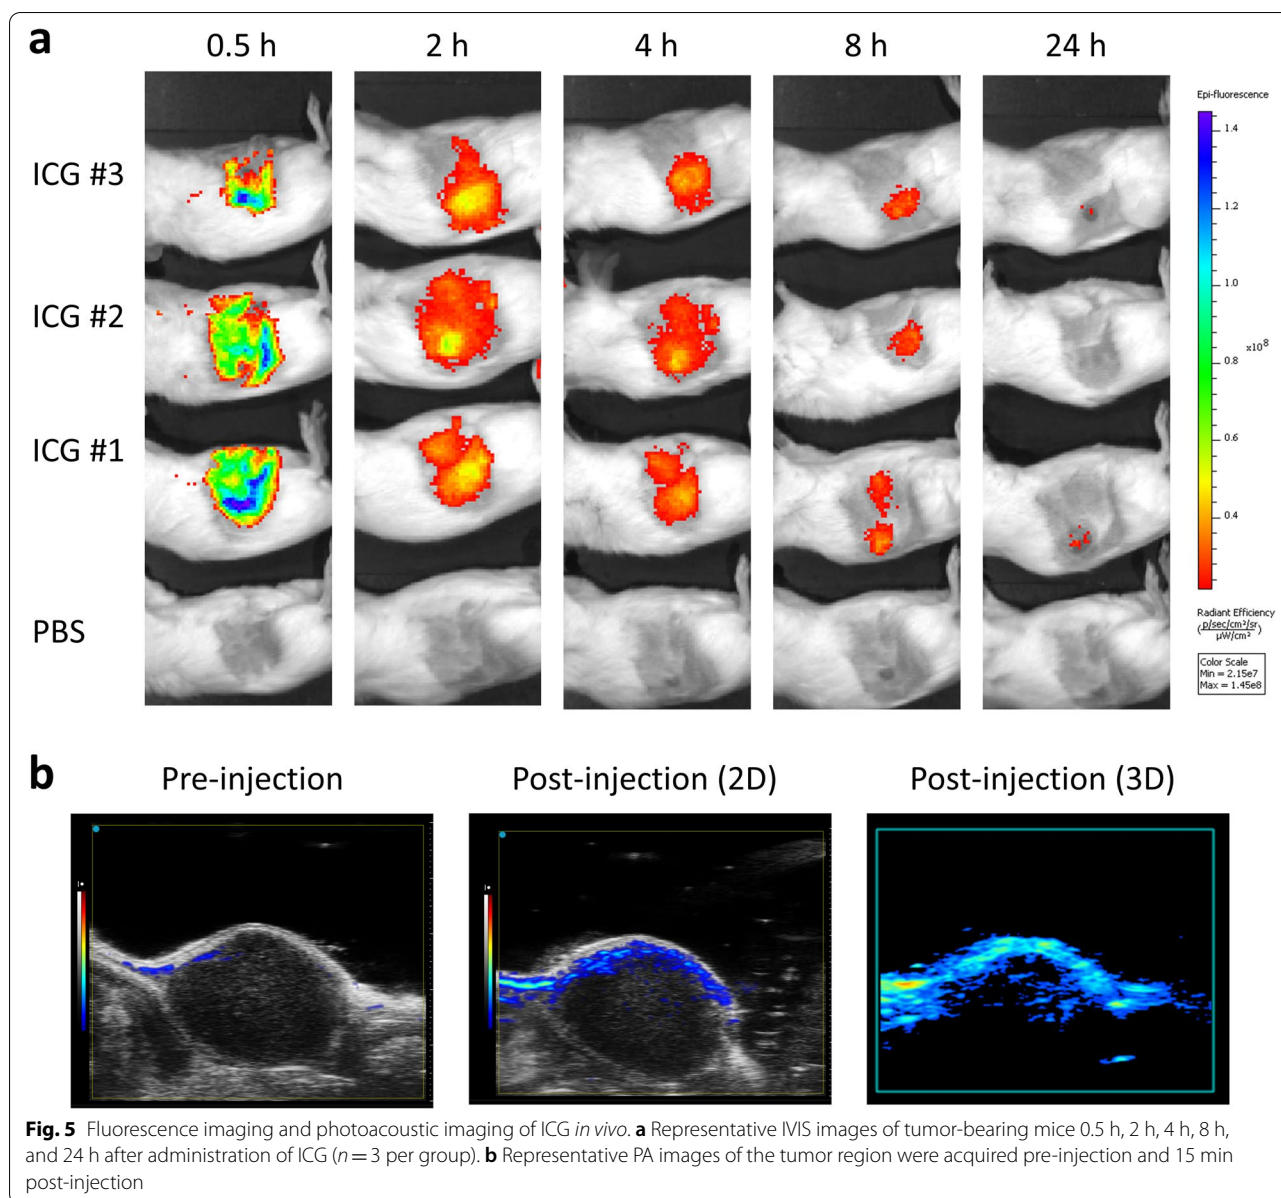 a
0.5 h 2 h 4 h 8 h 24 h
Epi-fluorescence
ICG #3
ICG #2
ICG #1
PBS
1.4
1.2
1.0
0.8
x10⁸
0.6
0.4
Radiant Efficiency
(p/sec/cm²/sr / µW/cm²)
Color Scale
Min = 2.15e7
Max = 1.45e8
b
Pre-injection Post-injection (2D) Post-injection (3D)
Fig. 5 Fluorescence imaging and photoacoustic imaging of ICG in vivo. a Representative IVIS images of tumor-bearing mice 0.5 h, 2 h, 4 h, 8 h,
and 24 h after administration of ICG (n = 3 per group). b Representative PA images of the tumor region were acquired pre-injection and 15 min
post-injection